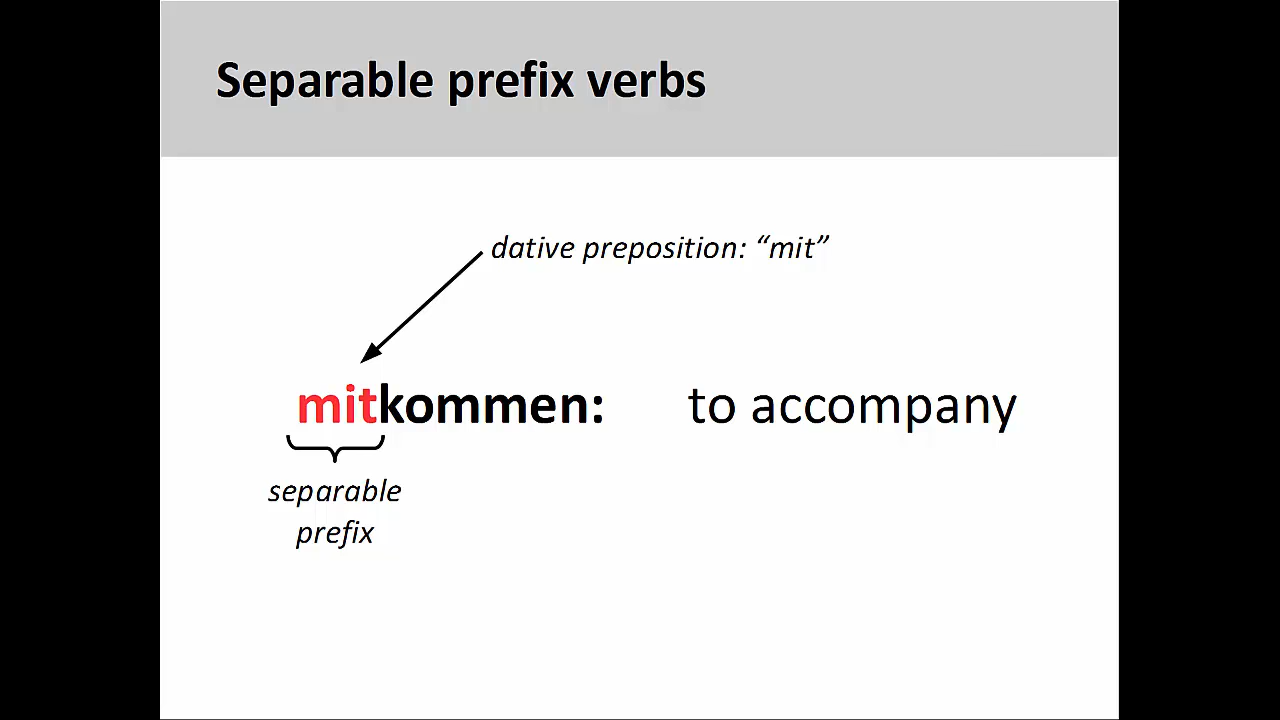 Separable prefix verbs
dative preposition: “mit”
mitkommen: to accompany
separable
prefix